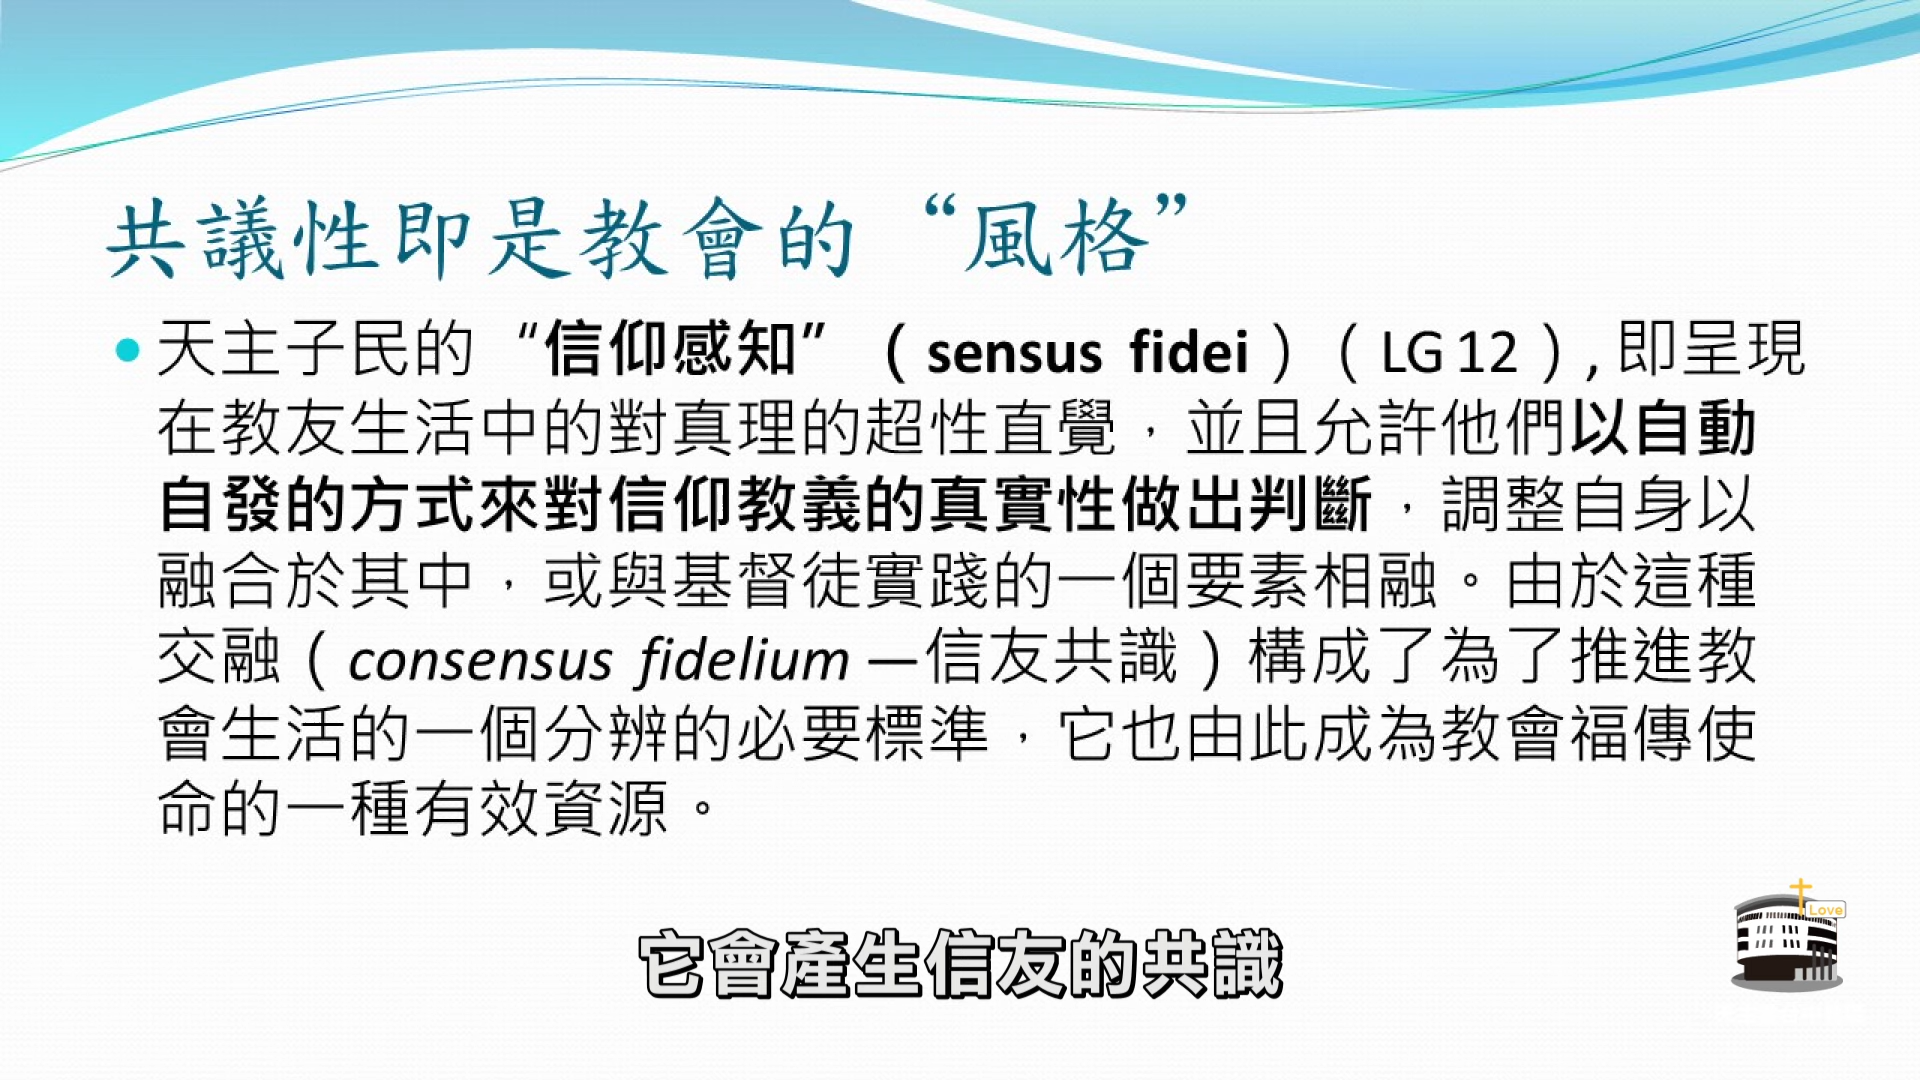 共議性即是教會的“風格”
• 天主子民的“信仰感知”（sensus fidei）（LG 12）, 即呈現
在教友生活中的對真理的超性直覺，並且允許他們以自動
自發的方式來對信仰教義的真實性做出判斷，調整自身以
融合於其中，或與基督徒實踐的一個要素相融。由於這種
交融（consensus fidelium —信友共識）構成了為了推進教
會生活的一個分辨的必要標準，它也由此成為教會福傳使
命的一種有效資源。
Love
它會產生信友的共識